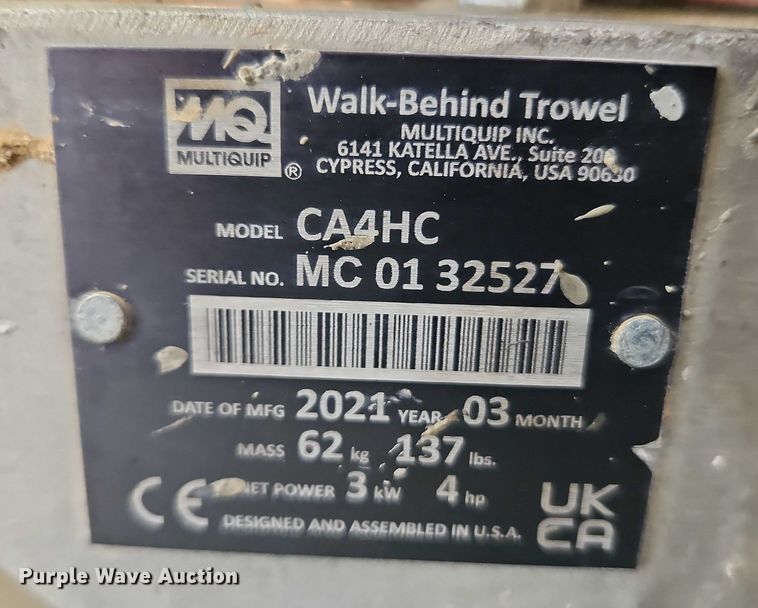 MQ
MULTIQUIP
®
Walk-Behind Trowel
MULTIQUIP INC.
6141 KATELLA AVE., Suite 200
CYPRESS, CALIFORNIA, USA 90630
MODEL CA4HC
SERIAL NO. MC 01 32527
DATE OF MFG 2021 YEAR 03 MONTH
MASS 62 kg 137 lbs.
NET POWER 3 kW 4 hp
CE DESIGNED AND ASSEMBLED IN U.S.A.
UK
CA
Purple Wave Auction